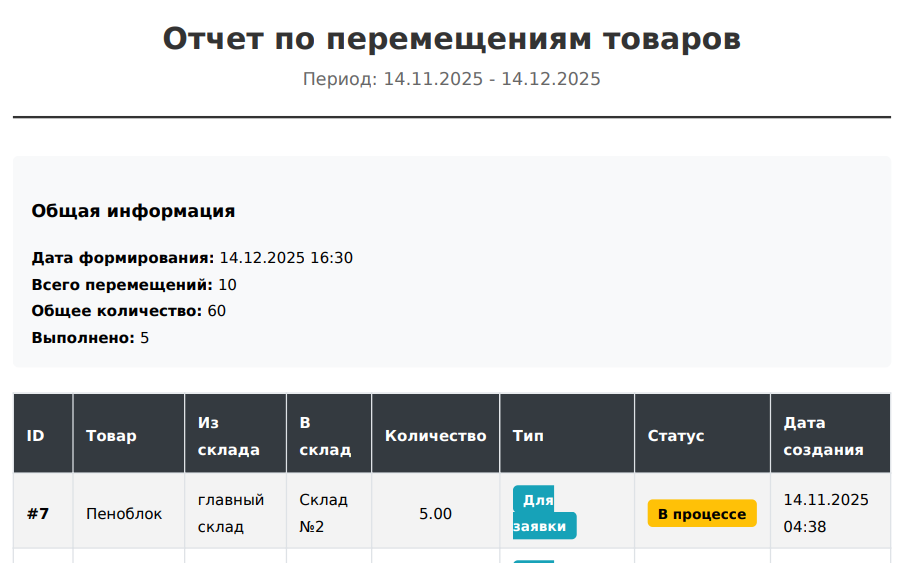 Отчет по перемещениям товаров
Период: 14.11.2025 - 14.12.2025
Общая информация
Дата формирования: 14.12.2025 16:30
Всего перемещений: 10
Общее количество: 60
Выполнено: 5
ID
Товар
Из
склада
В
склад
Количество
Тип
Статус
Дата
создания
#7
Пеноблок
главный
склад
Склад
№2
5.00
Для
заявки
В процессе
14.11.2025
04:38